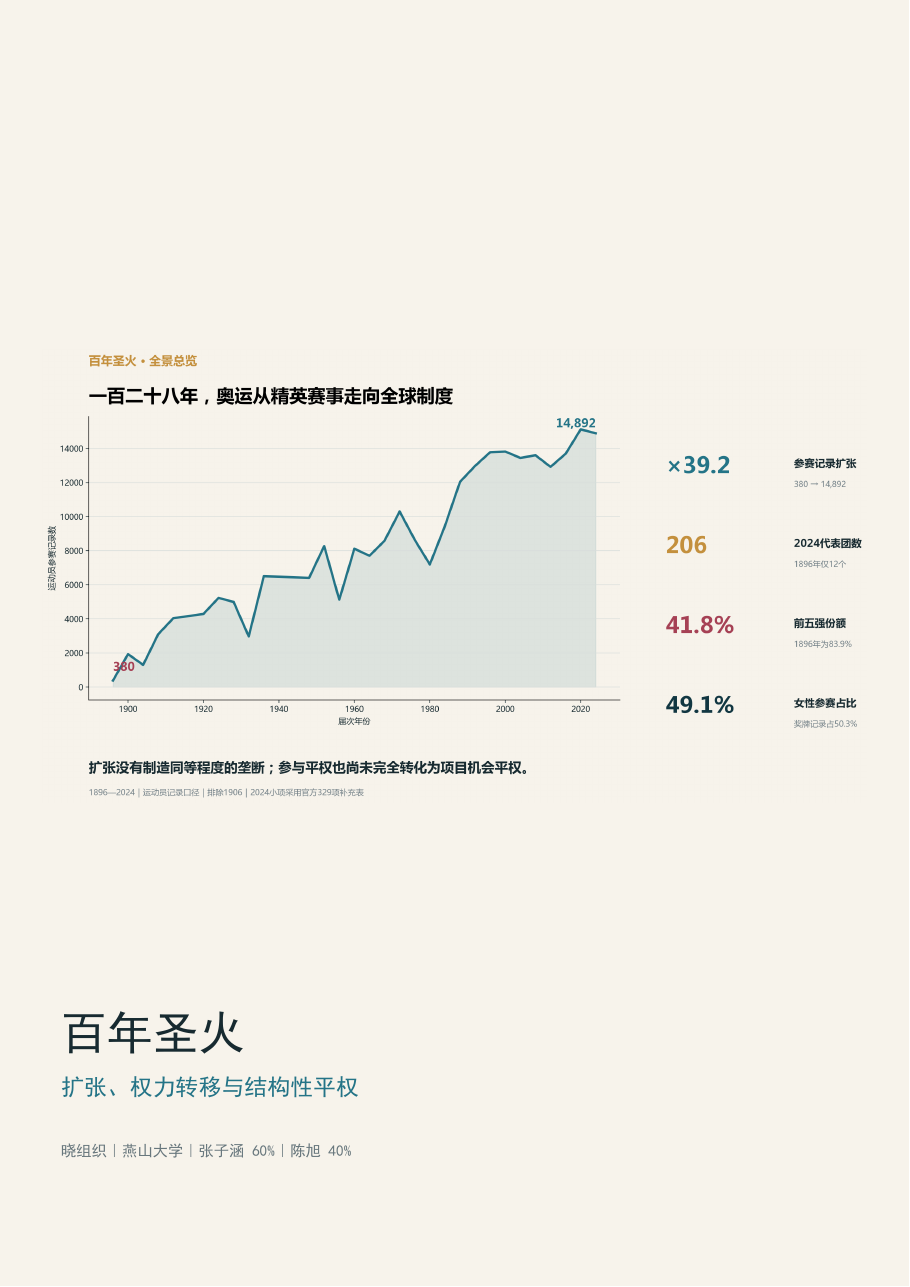 百年圣火 • 全景总览
一百二十八年，奥运从精英赛事走向全球制度
14,892
380
运动员参赛记录数
14000
12000
10000
8000
6000
4000
2000
0
1900 1920 1940 1960 1980 2000 2020
届次年份
×39.2
参赛记录扩张
380 → 14,892
206
2024代表团数
1896年仅12个
41.8%
前五强份额
1896年为83.9%
49.1%
女性参赛占比
奖牌记录占50.3%
扩张没有制造同等程度的垄断；参与平权也尚未完全转化为项目机会平权。
1896—2024｜运动员记录口径｜排除1906｜2024小项采用官方329项补充表
百年圣火
扩张、权力转移与结构性平权
晓组织｜燕山大学｜张子涵 60%｜陈旭 40%